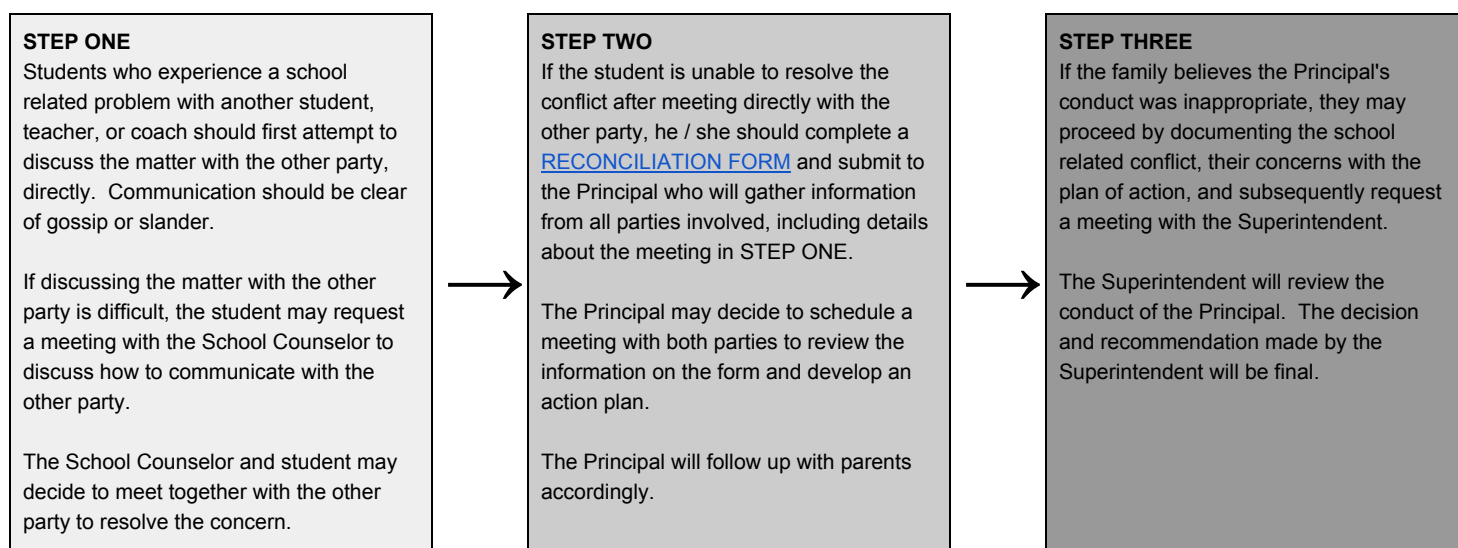 STEP ONE
Students who experience a school
related problem with another student,
teacher, or coach should first attempt to
discuss the matter with the other party,
directly.  Communication should be clear
of gossip or slander.
If discussing the matter with the other
party is difficult, the student may request
a meeting with the School Counselor to
discuss how to communicate with the
other party.
The School Counselor and student may
decide to meet together with the other
party to resolve the concern.
STEP TWO
If the student is unable to resolve the
conflict after meeting directly with the
other party, he / she should complete a
RECONCILIATION FORM and submit to
the Principal who will gather information
from all parties involved, including details
about the meeting in STEP ONE.
The Principal may decide to schedule a
meeting with both parties to review the
information on the form and develop an
action plan.
The Principal will follow up with parents
accordingly.
STEP THREE
If the family believes the Principal's
conduct was inappropriate, they may
proceed by documenting the school
related conflict, their concerns with the
plan of action, and subsequently request
a meeting with the Superintendent.
The Superintendent will review the
conduct of the Principal.  The decision
and recommendation made by the
Superintendent will be final.